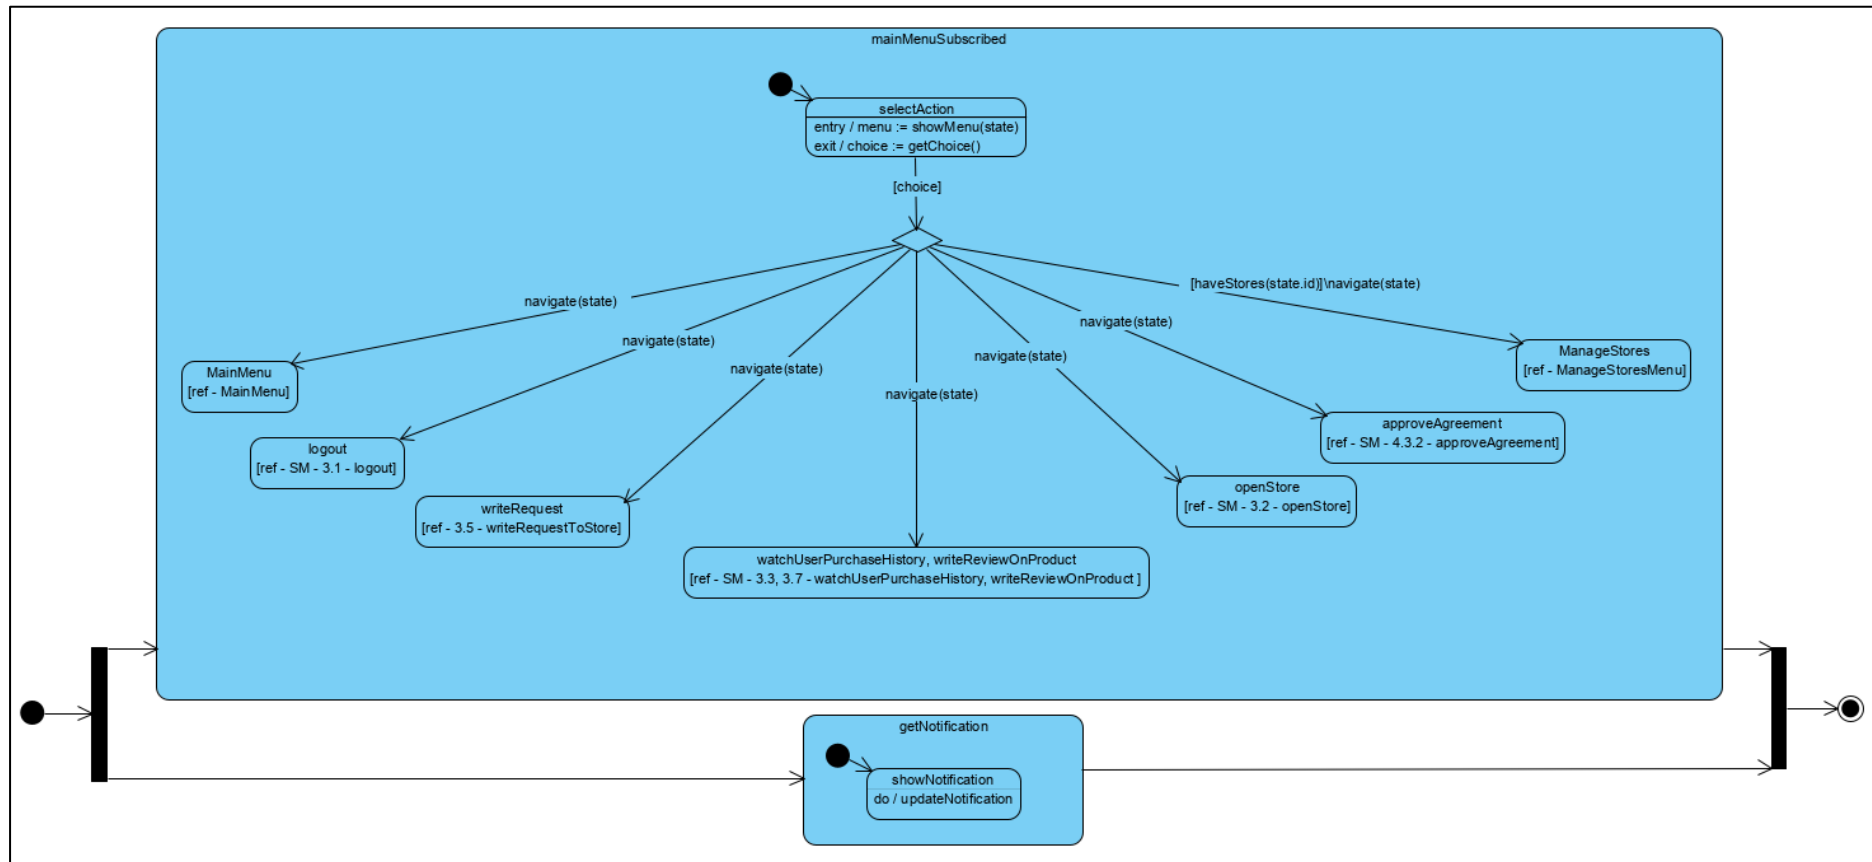 mainMenuSubscribed
selectAction
entry / menu := showMenu(state)
exit / choice := getChoice()
[choice]
[haveStores(state.id)]\navigate(state)
navigate(state)
navigate(state)
navigate(state)
navigate(state)
navigate(state)
navigate(state)
MainMenu
[ref - MainMenu]
ManageStores
[ref - ManageStoresMenu]
approveAgreement
[ref - SM - 4.3.2 - approveAgreement]
logout
[ref - SM - 3.1 - logout]
openStore
[ref - SM - 3.2 - openStore]
writeRequest
[ref - 3.5 - writeRequestToStore]
watchUserPurchaseHistory, writeReviewOnProduct
[ref - SM - 3.3, 3.7 - watchUserPurchaseHistory, writeReviewOnProduct ]
getNotification
showNotification
do / updateNotification